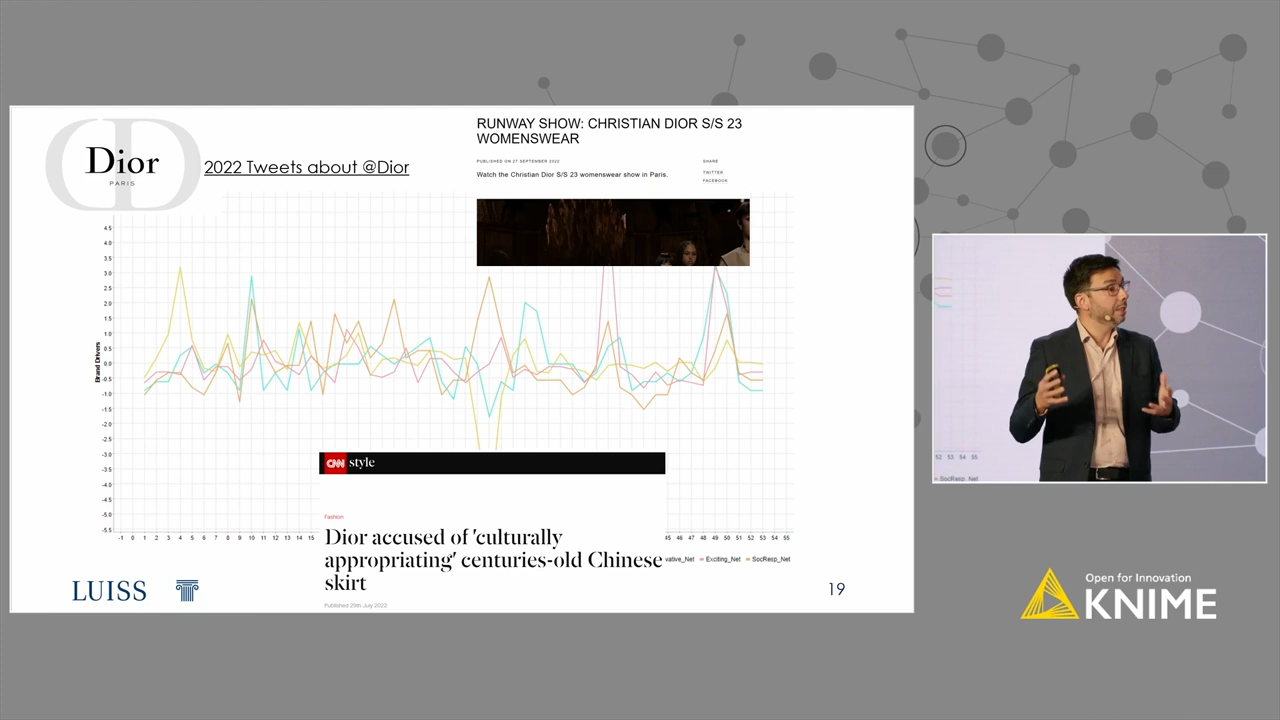 Dior
PARIS
2022 Tweets about @Dior
RUNWAY SHOW: CHRISTIAN DIOR S/S 23
WOMENSWEAR
PUBLISHED ON 27 SEPTEMBER 2022
SHARE
Watch the Christian Dior S/S 23 womenswear show in Paris.
TWITTER
FACEBOOK
4.5
4.0
3.5
3.0
2.5
2.0
1.5
1.0
0.5
0.0
-0.5
-1.0
-1.5
-2.0
-2.5
-3.0
-3.5
-4.0
-4.5
-5.0
-5.5
Brand Drivers
-1 0 1 2 3 4 5 6 7 8 9 10 11 12 13 14 15
45 46 47 48 49 50 51 52 53 54 55
CNN style
Fashion
Dior accused of 'culturally
appropriating' centuries-old Chinese
skirt
Published 29th July 2022
vative_Net Exciting_Net SocResp_Net
LUISS
19
52 53 54 55
SocResp_Net
Open for Innovation
KNIME